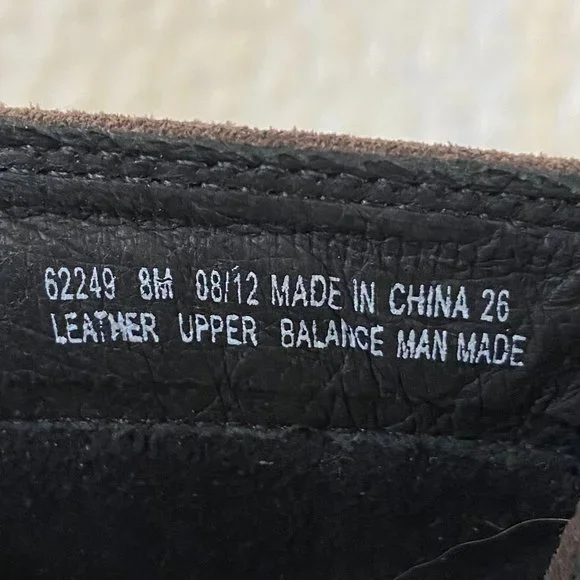 62249 8M 08/12 MADE IN CHINA 26
LEATHER UPPER BALANCE MAN MADE